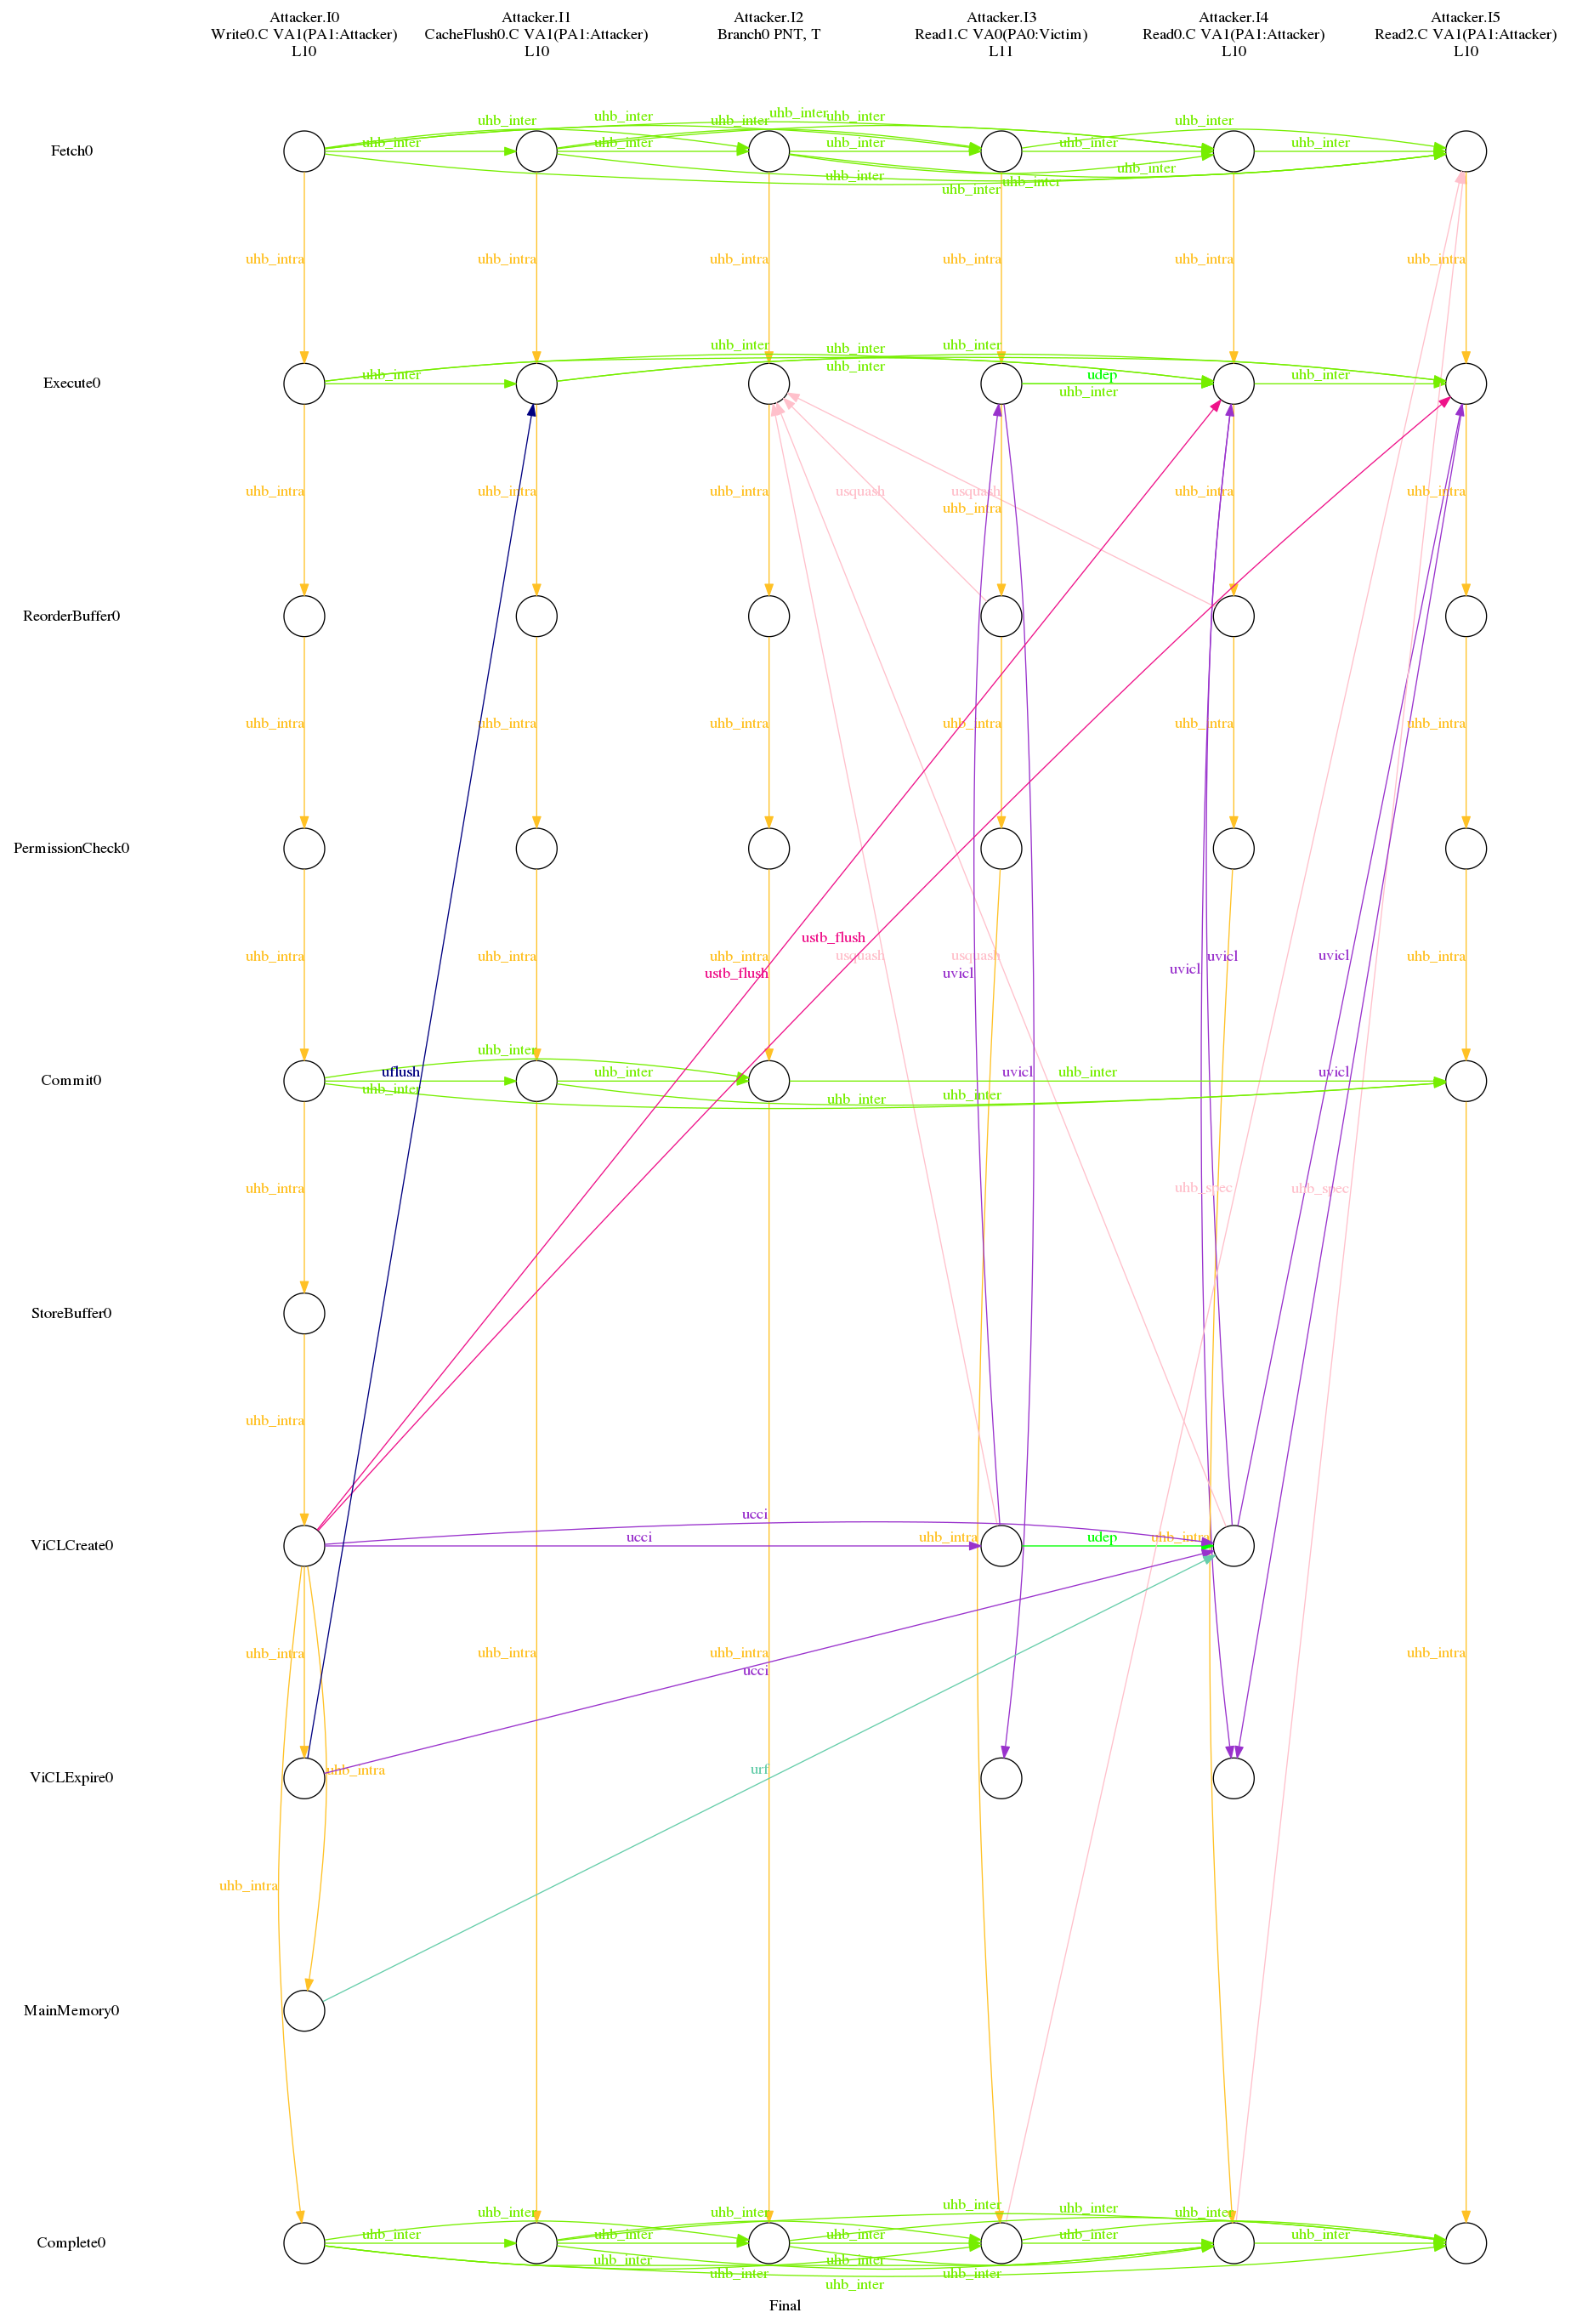 Attacker.I0 Attacker.I1 Attacker.I2 Attacker.I3 Attacker.I4 Attacker.I5
Write0.C VA1(PA1:Attacker) CacheFlush0.C VA1(PA1:Attacker) Branch0 PNT, T Read1.C VA0(PA0:Victim) Read0.C VA1(PA1:Attacker) Read2.C VA1(PA1:Attacker)
L10 L10 L11 L10 L10
uhb_inter uhb_inter uhb_inter uhb_inter uhb_inter uhb_inter
Fetch0 uhb_inter uhb_inter uhb_inter uhb_inter uhb_inter
uhb_inter uhb_inter uhb_inter
uhb_inter
uhb_intra uhb_intra uhb_intra uhb_intra uhb_intra uhb_intra
uhb_inter uhb_inter uhb_inter
Execute0 uhb_inter uhb_inter udep uhb_inter
uhb_inter
uhb_intra uhb_intra uhb_intra usquash usquash uhb_intra uhb_intra
uhb_intra
ReorderBuffer0
uhb_intra uhb_intra uhb_intra uhb_intra uhb_intra uhb_intra
PermissionCheck0
ustb_flush
uhb_intra uhb_intra uhb_intra usquash usquash uvicl uvicl uhb_intra
ustb_flush uvicl uvicl
uhb_inter
Commit0 uflush uhb_inter uvicl uhb_inter uvicl
uhb_inter uhb_inter uhb_inter
uhb_intra uhb_spec uhb_spec
StoreBuffer0
uhb_intra
ucci
ViCLCreate0 ucci uhb_intra udep uhb_intra
uhb_intra uhb_intra uhb_intra uhb_intra
ucci
ViCLExpire0 uhb_intra urf
uhb_intra
MainMemory0
uhb_inter uhb_inter uhb_inter uhb_inter uhb_inter
Complete0 uhb_inter uhb_inter uhb_inter uhb_inter uhb_inter
uhb_inter uhb_inter
uhb_inter uhb_inter
uhb_inter
Final